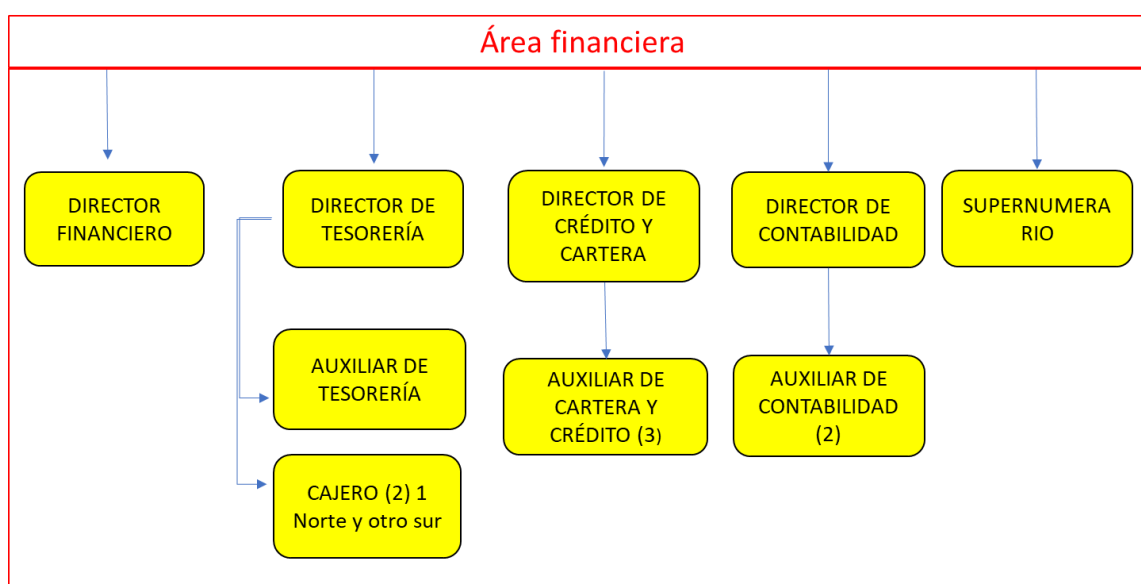 Área financiera
DIRECTOR
FINANCIERO
DIRECTOR DE
TESORERÍA
DIRECTOR DE
CRÉDITO Y
CARTERA
DIRECTOR DE
CONTABILIDAD
SUPERNUMERA
RIO
AUXILIAR DE
TESORERÍA
AUXILIAR DE
CARTERA Y
CRÉDITO (3)
AUXILIAR DE
CONTABILIDAD
(2)
CAJERO (2) 1
Norte y otro sur